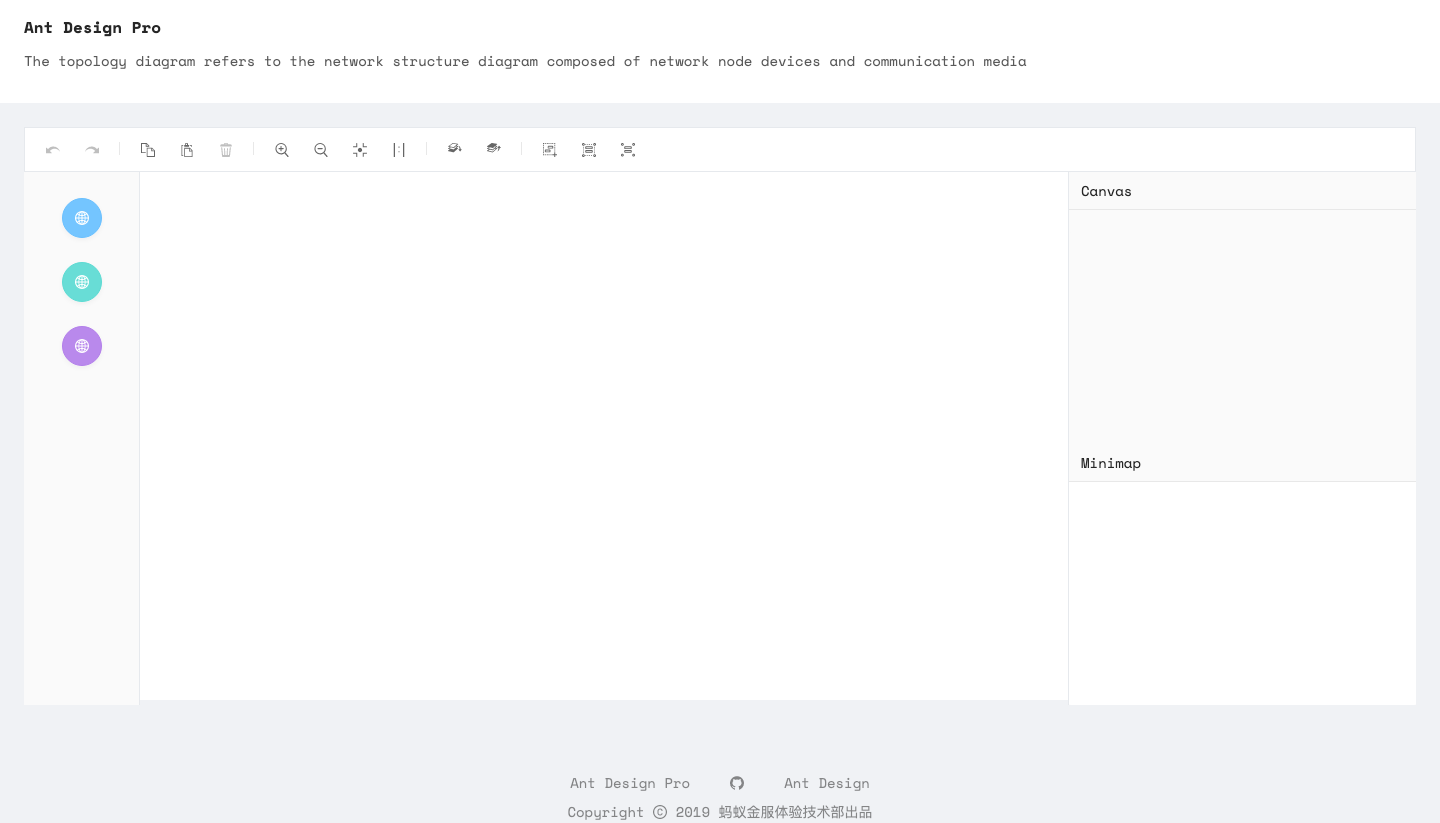 Ant Design Pro
The topology diagram refers to the network structure diagram composed of network node devices and communication media
Canvas
Minimap
Ant Design Pro Ant Design
Copyright © 2019 蚂蚁金服体验技术部出品